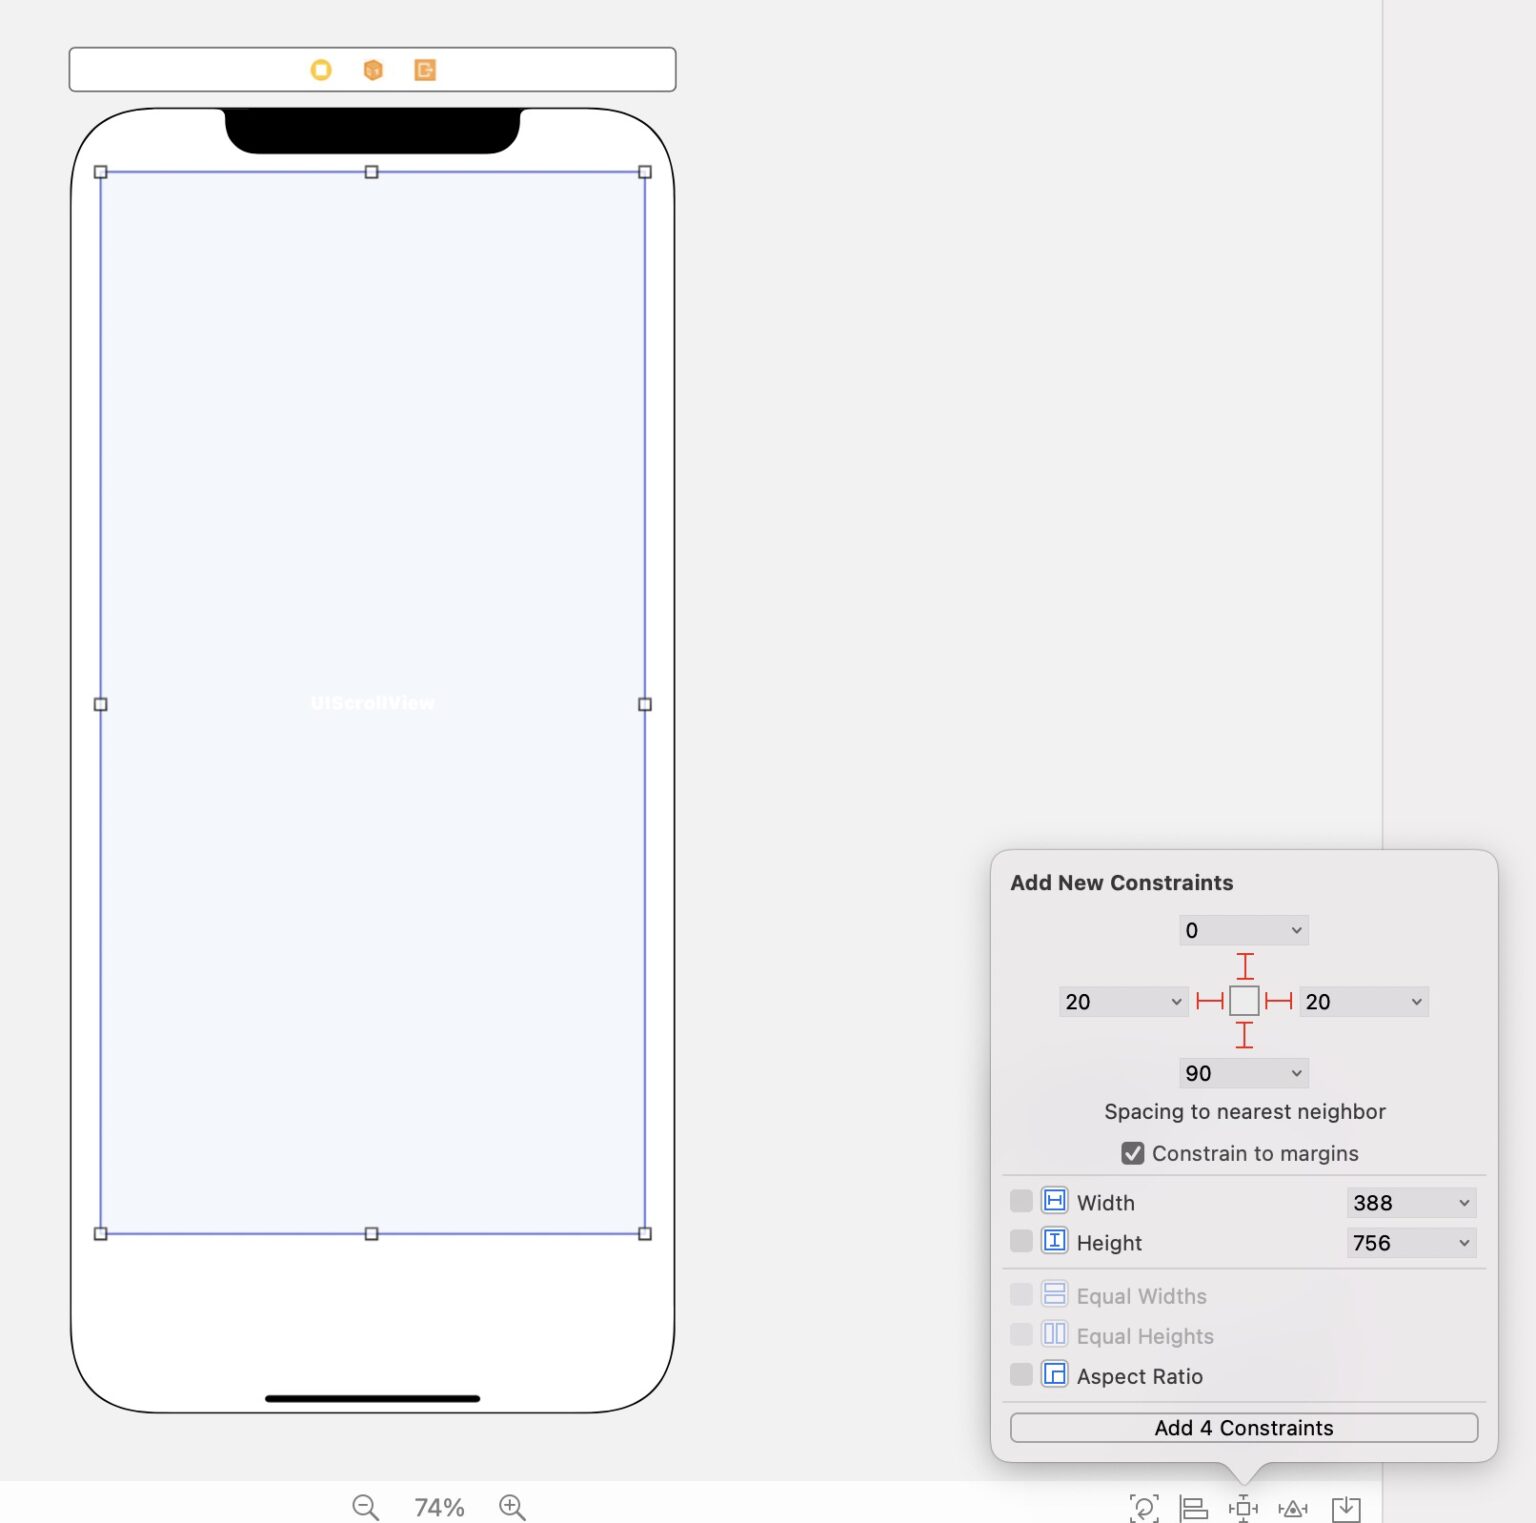 UIScrollView
Add New Constraints
0
20 20
90
Spacing to nearest neighbor
Constrain to margins
Width 388
Height 756
Equal Widths
Equal Heights
Aspect Ratio
Add 4 Constraints
74%